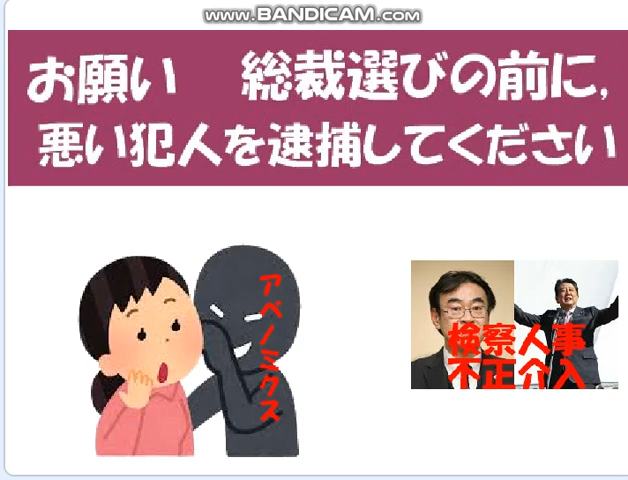 www.BANDICAM.com
お願い　総裁選びの前に,
悪い犯人を逮捕してください
アベノミクス
検察人事
不正介入